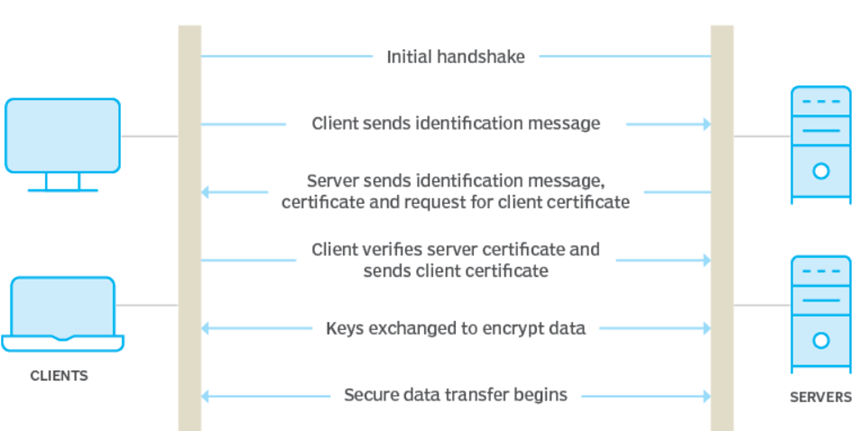 Initial handshake
Client sends identification message
Server sends identification message,
certificate and request for client certificate
Client verifies server certificate and
sends client certificate
Keys exchanged to encrypt data
Secure data transfer begins
CLIENTS
SERVERS